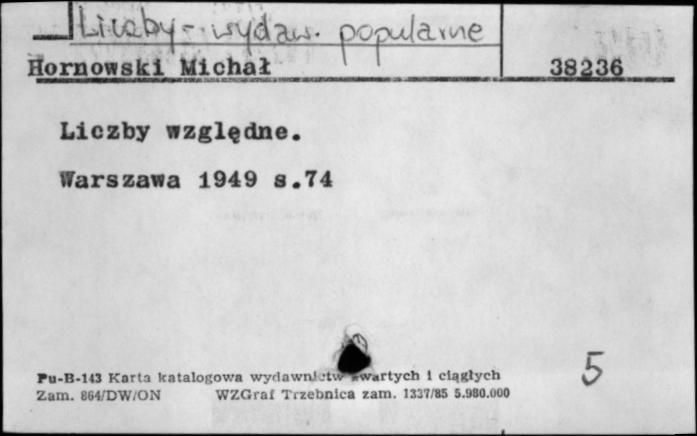 Liczby - wydaw. popularne
Hornowski Michał 38236
Liczby względne.
Warszawa 1949 s.74
5
Pu-B-143 Karta katalogowa wydawnictw zwartych i ciągłych
Zam. 864/DW/ON WZGraf Trzebnica zam. 1337/85 5.980.000